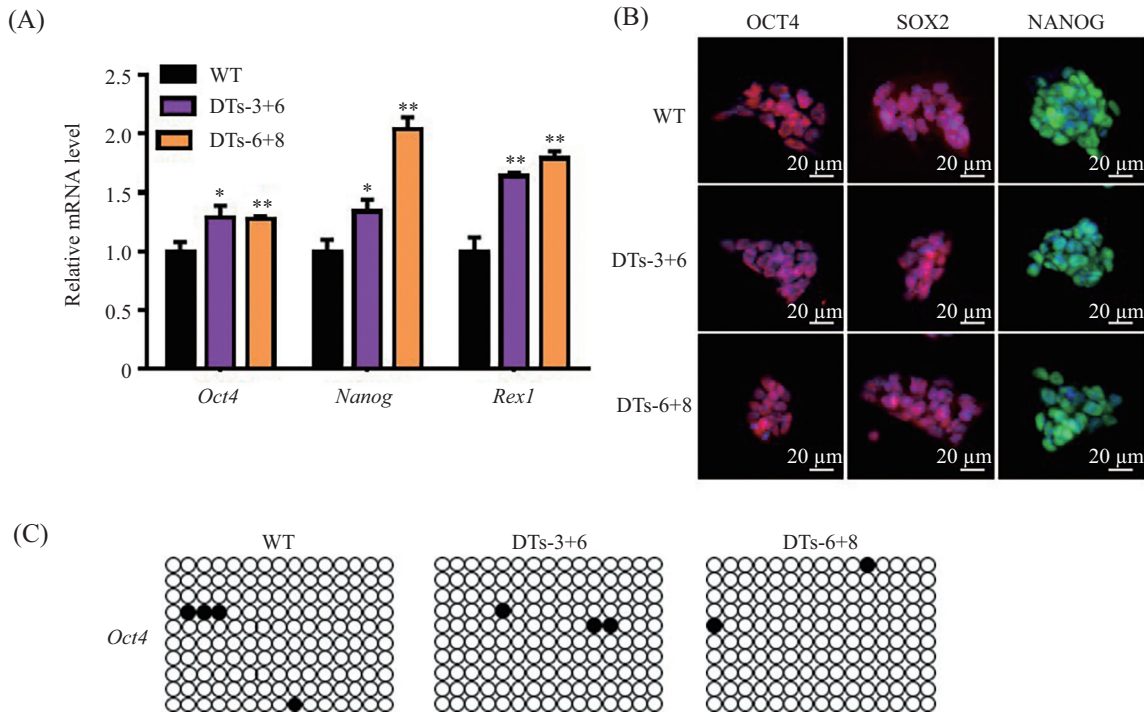 (A)
WT
DTs-3+6
DTs-6+8
Relative mRNA level
2.5
2.0
1.5
1.0
0.5
0
*
**
*
**
**
**
Oct4
Nanog
Rex1
(B)
OCT4
SOX2
NANOG
WT
20 µm
20 µm
20 µm
DTs-3+6
20 µm
20 µm
20 µm
DTs-6+8
20 µm
20 µm
20 µm
(C)
WT
DTs-3+6
DTs-6+8
Oct4